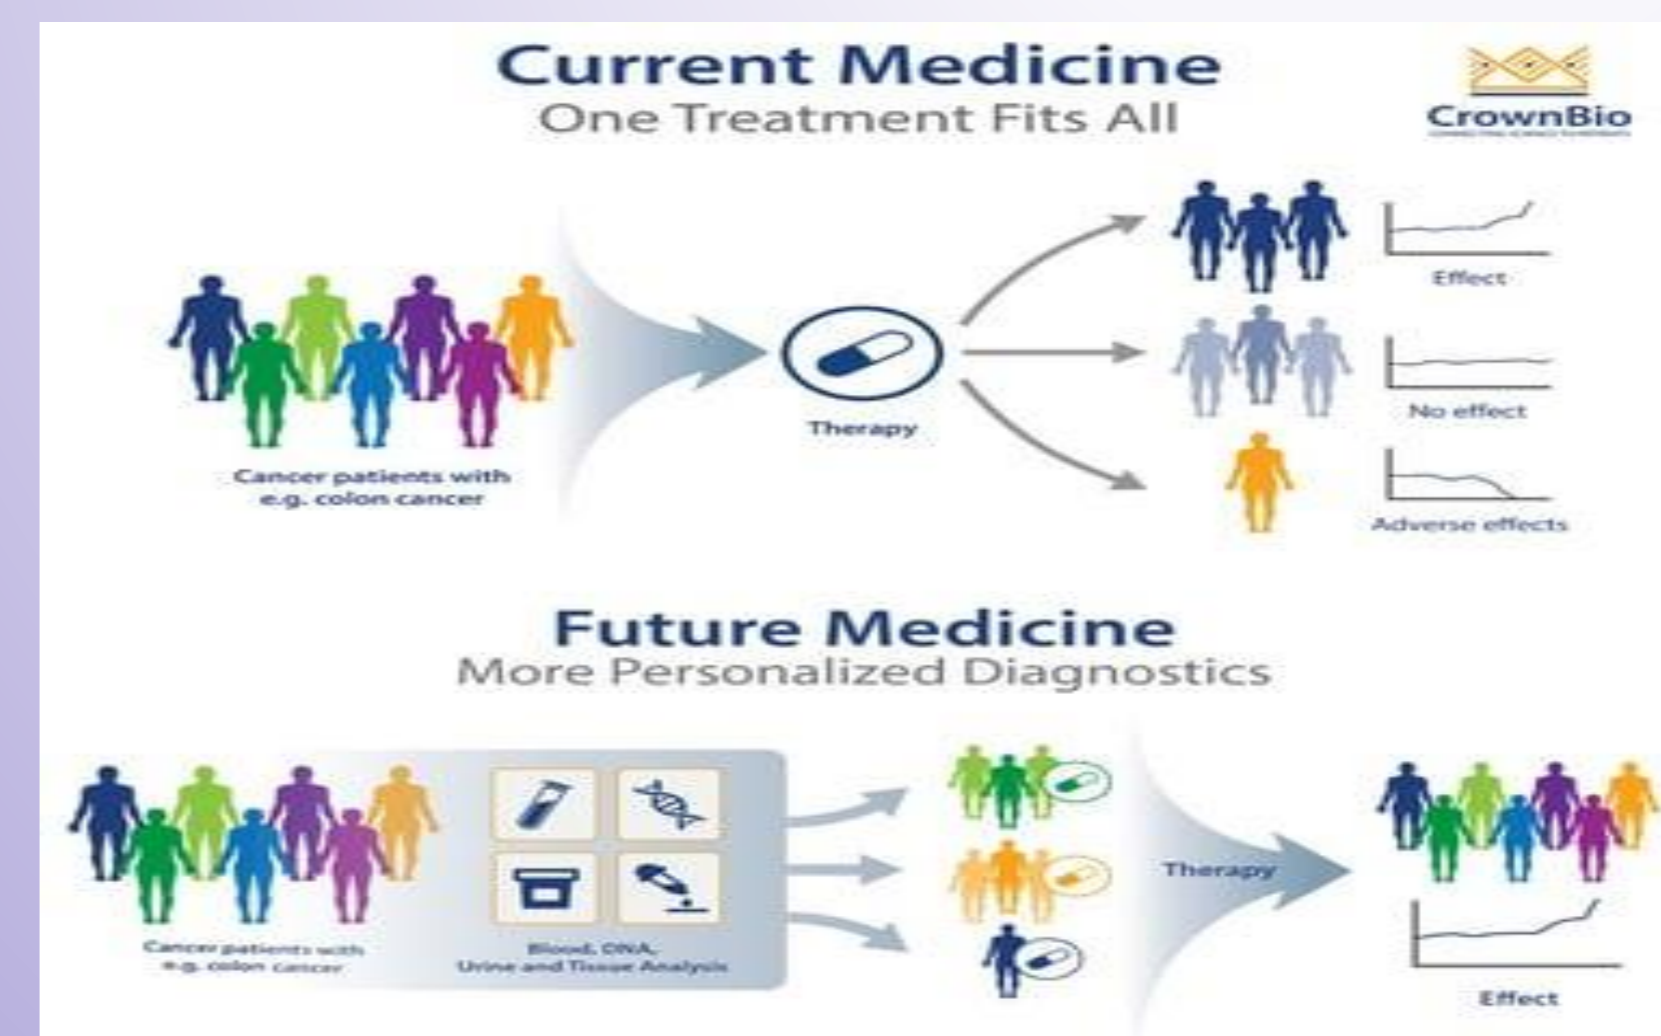 Current Medicine
One Treatment Fits All
CrownBio
Effect
No effect
Therapy
Cancer patients with
e.g. colon cancer
Adverse effects
Future Medicine
More Personalized Diagnostics
Therapy
Cancer patients with
e.g. colon cancer
Blood, DNA,
Urine and Tissue Analysis
Effect